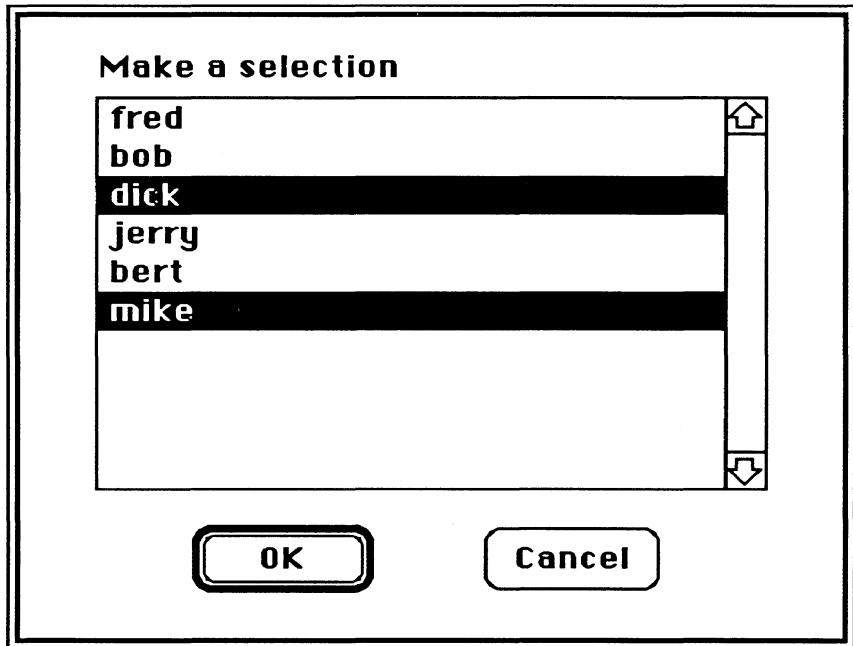 Make a selection
fred
bob
dick
jerry
bert
mike
OK Cancel